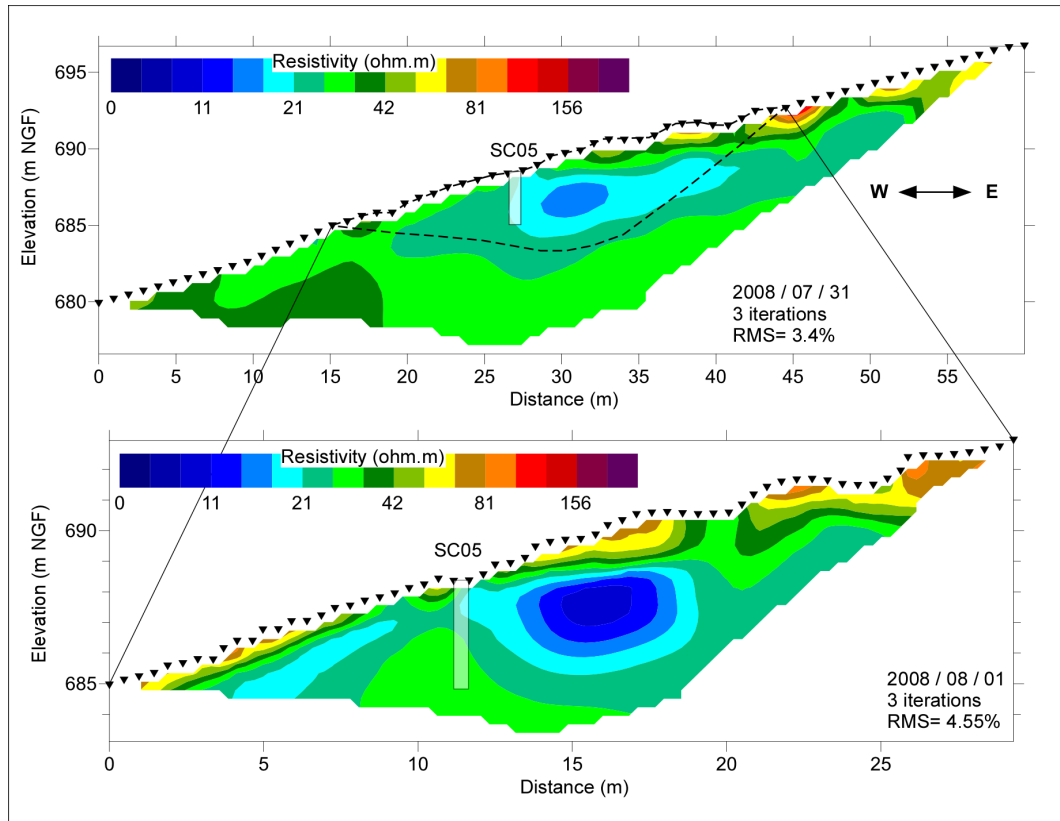 Resistivity (ohm.m)
0 11 21 42 81 156
Elevation (m NGF)
695
690
685
680
SC05
W E
2008 / 07 / 31
3 iterations
RMS= 3.4%
0 5 10 15 20 25 30 35 40 45 50 55
Distance (m)
Resistivity (ohm.m)
0 11 21 42 81 156
Elevation (m NGF)
690
685
SC05
2008 / 08 / 01
3 iterations
RMS= 4.55%
0 5 10 15 20 25
Distance (m)